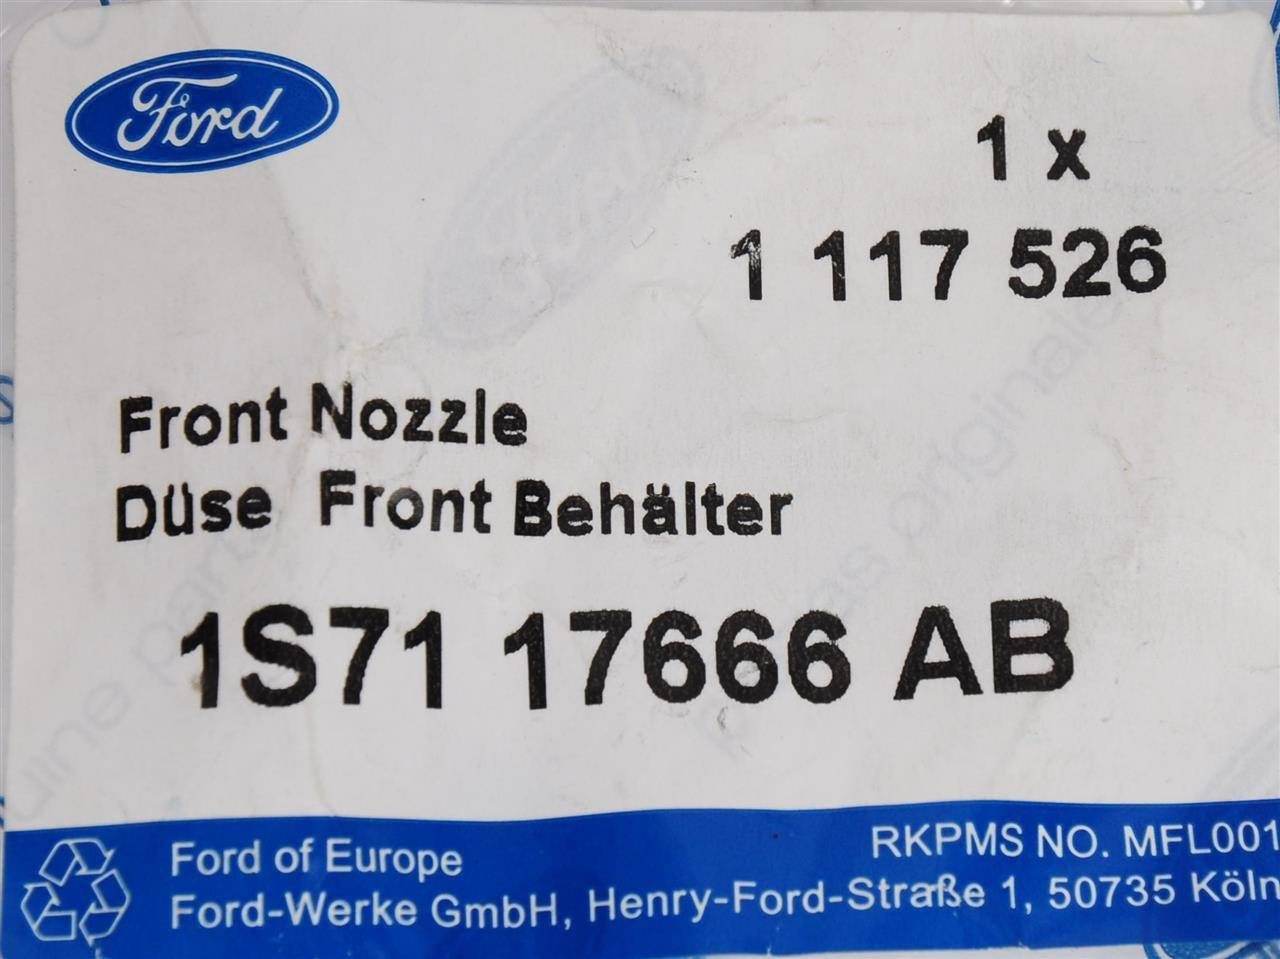 Ford
1 x
1 117 526
Front Nozzle
Düse Front Behälter
1S71 17666 AB
Ford of Europe
RKPMS NO. MFL001
Ford-Werke GmbH, Henry-Ford-Straße 1, 50735 Köln